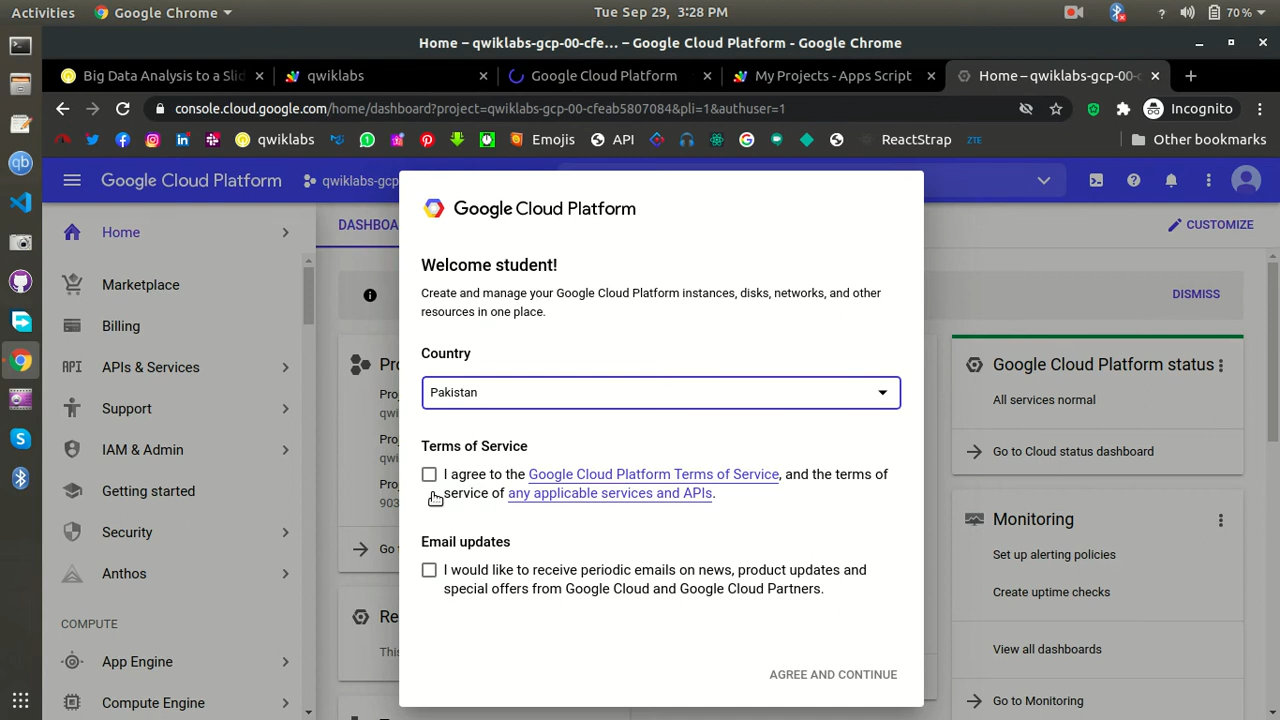 Activities
Google Chrome
Tue Sep 29, 3:28 PM
70 %
Home – qwiklabs-gcp-00-cfe… – Google Cloud Platform - Google Chrome
Big Data Analysis to a Slid
qwiklabs
Google Cloud Platform
My Projects - Apps Script
Home – qwiklabs-gcp-00-c
console.cloud.google.com/home/dashboard?project=qwiklabs-gcp-00-cfeab5807084&pli=1&authuser=1
Incognito
qwiklabs
Emojis
API
ReactStrap
ZTE
Other bookmarks
Google Cloud Platform
qwiklabs-gcp
Home
Marketplace
Billing
APIs & Services
Support
IAM & Admin
Getting started
Security
Anthos
COMPUTE
App Engine
Compute Engine
DASHBOA
CUSTOMIZE
DISMISS
Google Cloud Platform
Welcome student!
Create and manage your Google Cloud Platform instances, disks, networks, and other
resources in one place.
Country
Pakistan
Terms of Service
I agree to the Google Cloud Platform Terms of Service, and the terms of
service of any applicable services and APIs.
Email updates
I would like to receive periodic emails on news, product updates and
special offers from Google Cloud and Google Cloud Partners.
AGREE AND CONTINUE
Google Cloud Platform status
All services normal
Go to Cloud status dashboard
Monitoring
Set up alerting policies
Create uptime checks
View all dashboards
Go to Monitoring